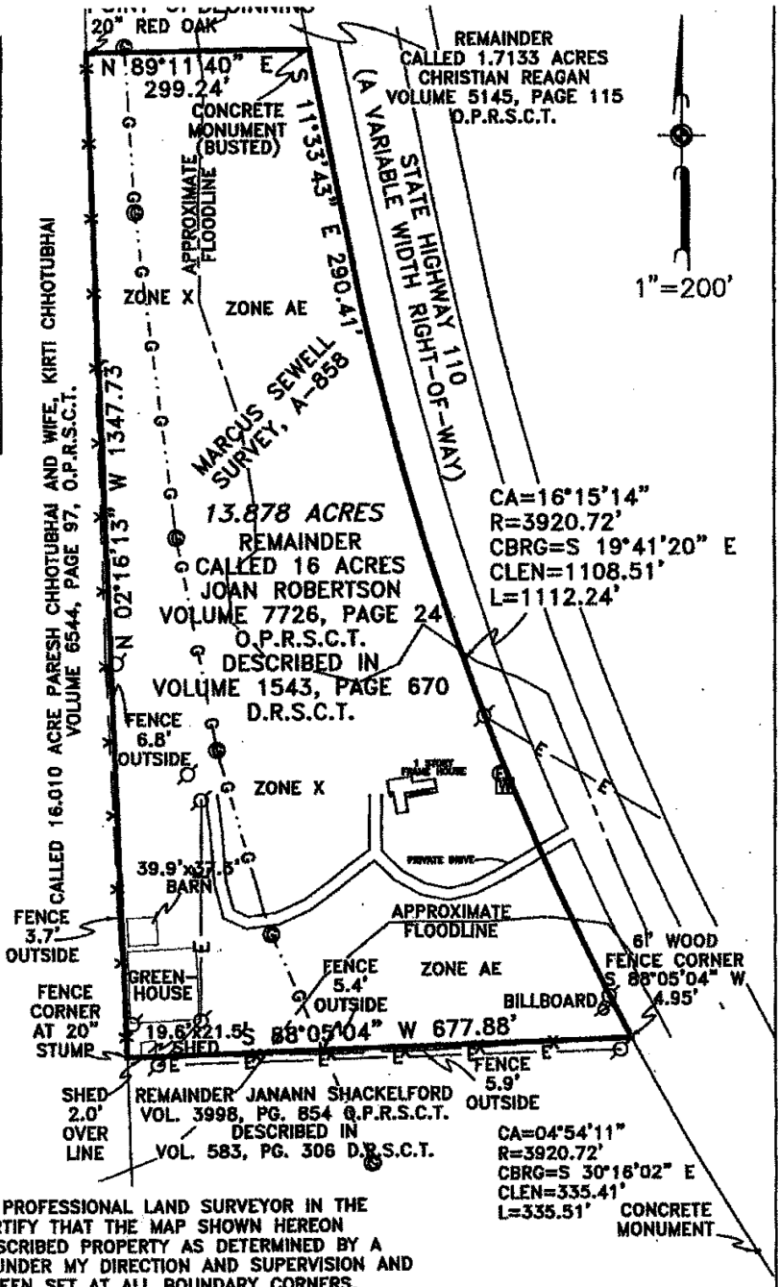 POINT OF BEGINNING
20" RED OAK
N 89°11'40" E
299.24'
CONCRETE
MONUMENT
(BUSTED)
S 11°33'43" E 290.41'
REMAINDER
CALLED 1.7133 ACRES
CHRISTIAN REAGAN
VOLUME 5145, PAGE 115
O.P.R.S.C.T.
STATE HIGHWAY 110
(A VARIABLE WIDTH RIGHT-OF-WAY)
1"=200'
APPROXIMATE
FLOODLINE
ZONE X
ZONE AE
MARCUS SEWELL
SURVEY, A-858
CALLED 16.010 ACRE PARESH CHHOTUBHAI AND WIFE, KIRTI CHHOTUBHAI
VOLUME 6544, PAGE 97, O.P.R.S.C.T.
N 02°16'13" W 1347.73'
13.878 ACRES
REMAINDER
CALLED 16 ACRES
JOAN ROBERTSON
VOLUME 7726, PAGE 24
O.P.R.S.C.T.
DESCRIBED IN
VOLUME 1543, PAGE 670
D.R.S.C.T.
CA=16°15'14"
R=3920.72'
CBRG=S 19°41'20" E
CLEN=1108.51'
L=1112.24'
G
G
G
G
G
G
G
G
G
G
G
G
E
E
E
E
E
E
E
FENCE
6.8'
OUTSIDE
ZONE X
1 STORY
FRAME HOUSE
W
PRIVATE DRIVE
39.9'x37.5'
BARN
FENCE
3.7'
OUTSIDE
GREEN-
HOUSE
APPROXIMATE
FLOODLINE
ZONE AE
FENCE
5.4'
OUTSIDE
6' WOOD
FENCE CORNER
S 88°05'04" W
4.95'
BILLBOARD
FENCE
CORNER
AT 20"
STUMP
19.6'x21.5'
SHED
S 88°05'04" W 677.88'
SHED
2.0'
OVER
LINE
REMAINDER JANANN SHACKELFORD
VOL. 3998, PG. 854 O.P.R.S.C.T.
DESCRIBED IN
VOL. 583, PG. 306 D.R.S.C.T.
FENCE
5.9'
OUTSIDE
CA=04°54'11"
R=3920.72'
CBRG=S 30°16'02" E
CLEN=335.41'
L=335.51'
CONCRETE
MONUMENT
PROFESSIONAL LAND SURVEYOR IN THE
RTIFY THAT THE MAP SHOWN HEREON
SCRIBED PROPERTY AS DETERMINED BY A
UNDER MY DIRECTION AND SUPERVISION AND
EEN SET AT ALL BOUNDARY CORNERS.